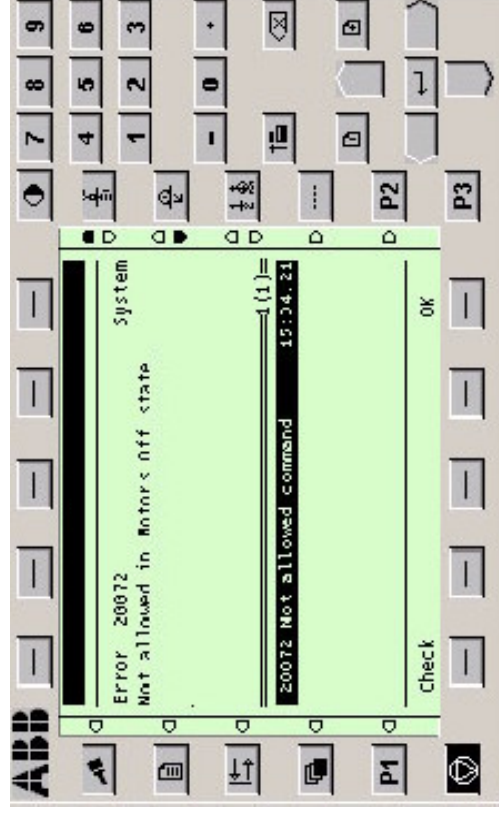 ABB
Error 20072 System
Not allowed in Motors Off state
1(1)
20072 Not allowed command 15:34.21
Check OK
P1
P2
P3
7 8 9
4 5 6
1 2 3
- 0 .